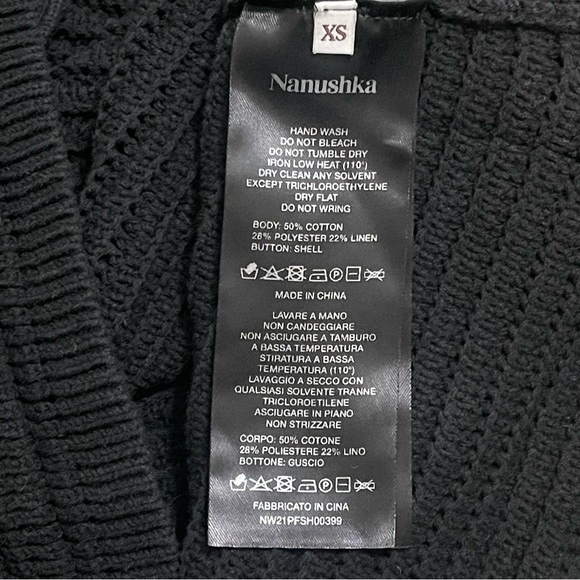 XS
Nanushka
HAND WASH
DO NOT BLEACH
DO NOT TUMBLE DRY
IRON LOW HEAT (110°)
DRY CLEAN ANY SOLVENT
EXCEPT TRICHLOROETHYLENE
DRY FLAT
DO NOT WRING
BODY: 50% COTTON
28% POLYESTER 22% LINEN
BUTTON: SHELL
MADE IN CHINA
LAVARE A MANO
NON CANDEGGIARE
NON ASCIUGARE A TAMBURO
A BASSA TEMPERATURA
STIRATURA A BASSA
TEMPERATURA (110°)
LAVAGGIO A SECCO CON
QUALSIASI SOLVENTE TRANNE
TRICLOROETILENE
ASCIUGARE IN PIANO
NON STRIZZARE
CORPO: 50% COTONE
28% POLIESTERE 22% LINO
BOTTONE: GUSCIO
FABBRICATO IN CINA
NW21PFSH00399